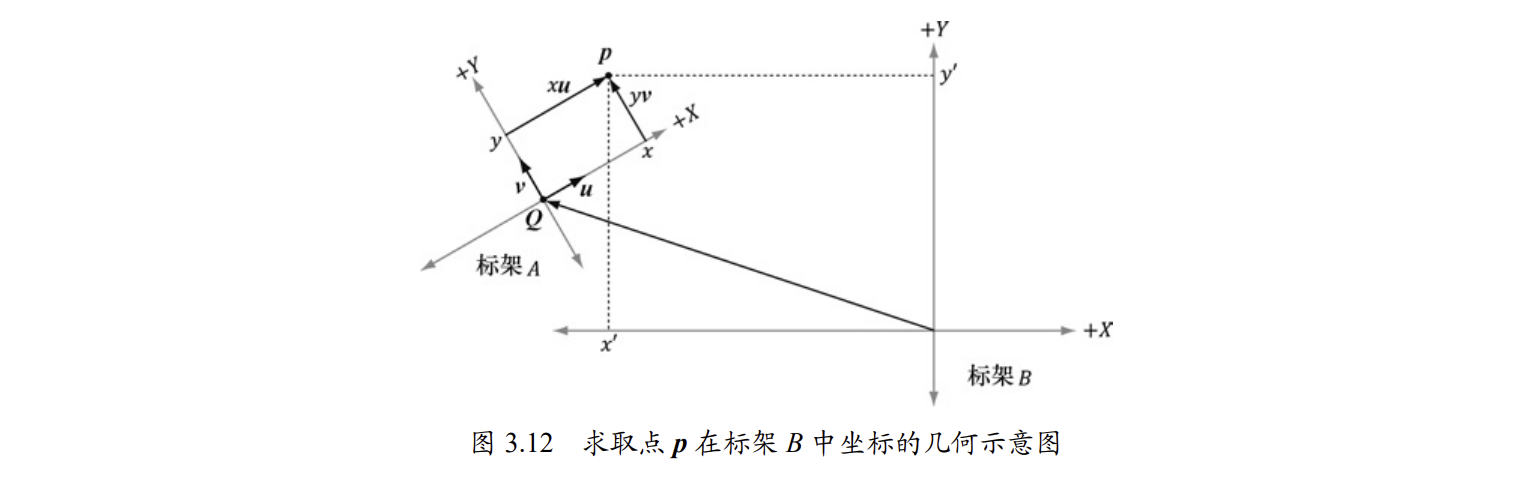 +Y
p
+Y
y′
xu
yv
+X
y
x
v
u
Q
标架 A
+X
x′
标架 B
图 3.12 求取点 p 在标架 B 中坐标的几何示意图